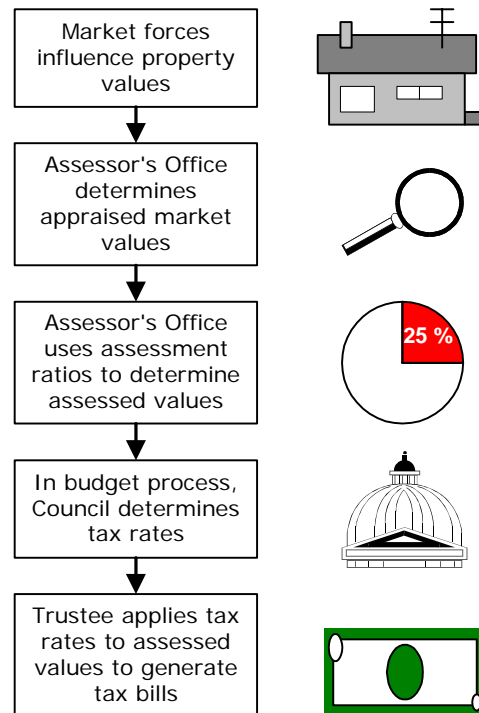 Market forces
influence property
values
Assessor's Office
determines
appraised market
values
Assessor's Office
uses assessment
ratios to determine
assessed values
25 %
In budget process,
Council determines
tax rates
Trustee applies tax
rates to assessed
values to generate
tax bills